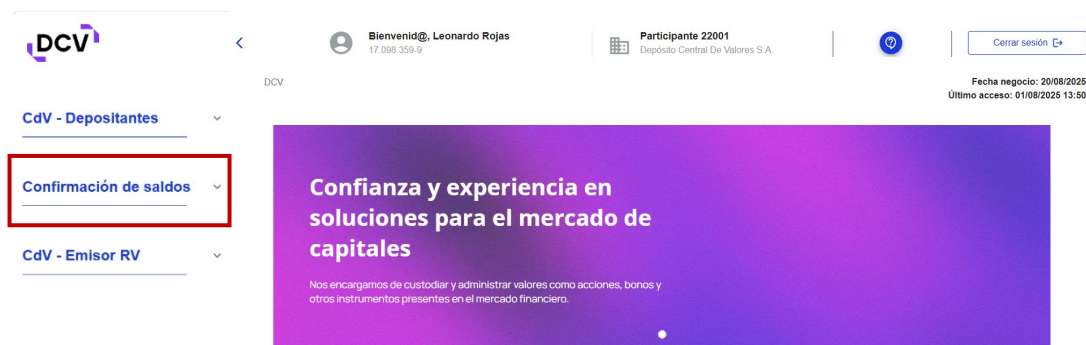 DCV
Bienvenid@, Leonardo Rojas
17.098.359-9
Participante 22001
Depósito Central De Valores S.A.
Cerrar sesión
DCV
Fecha negocio: 20/08/2025
Último acceso: 01/08/2025 13:50
CdV - Depositantes
Confirmación de saldos
CdV - Emisor RV
Confianza y experiencia en
soluciones para el mercado de
capitales
Nos encargamos de custodiar y administrar valores como acciones, bonos y
otros instrumentos presentes en el mercado financiero.